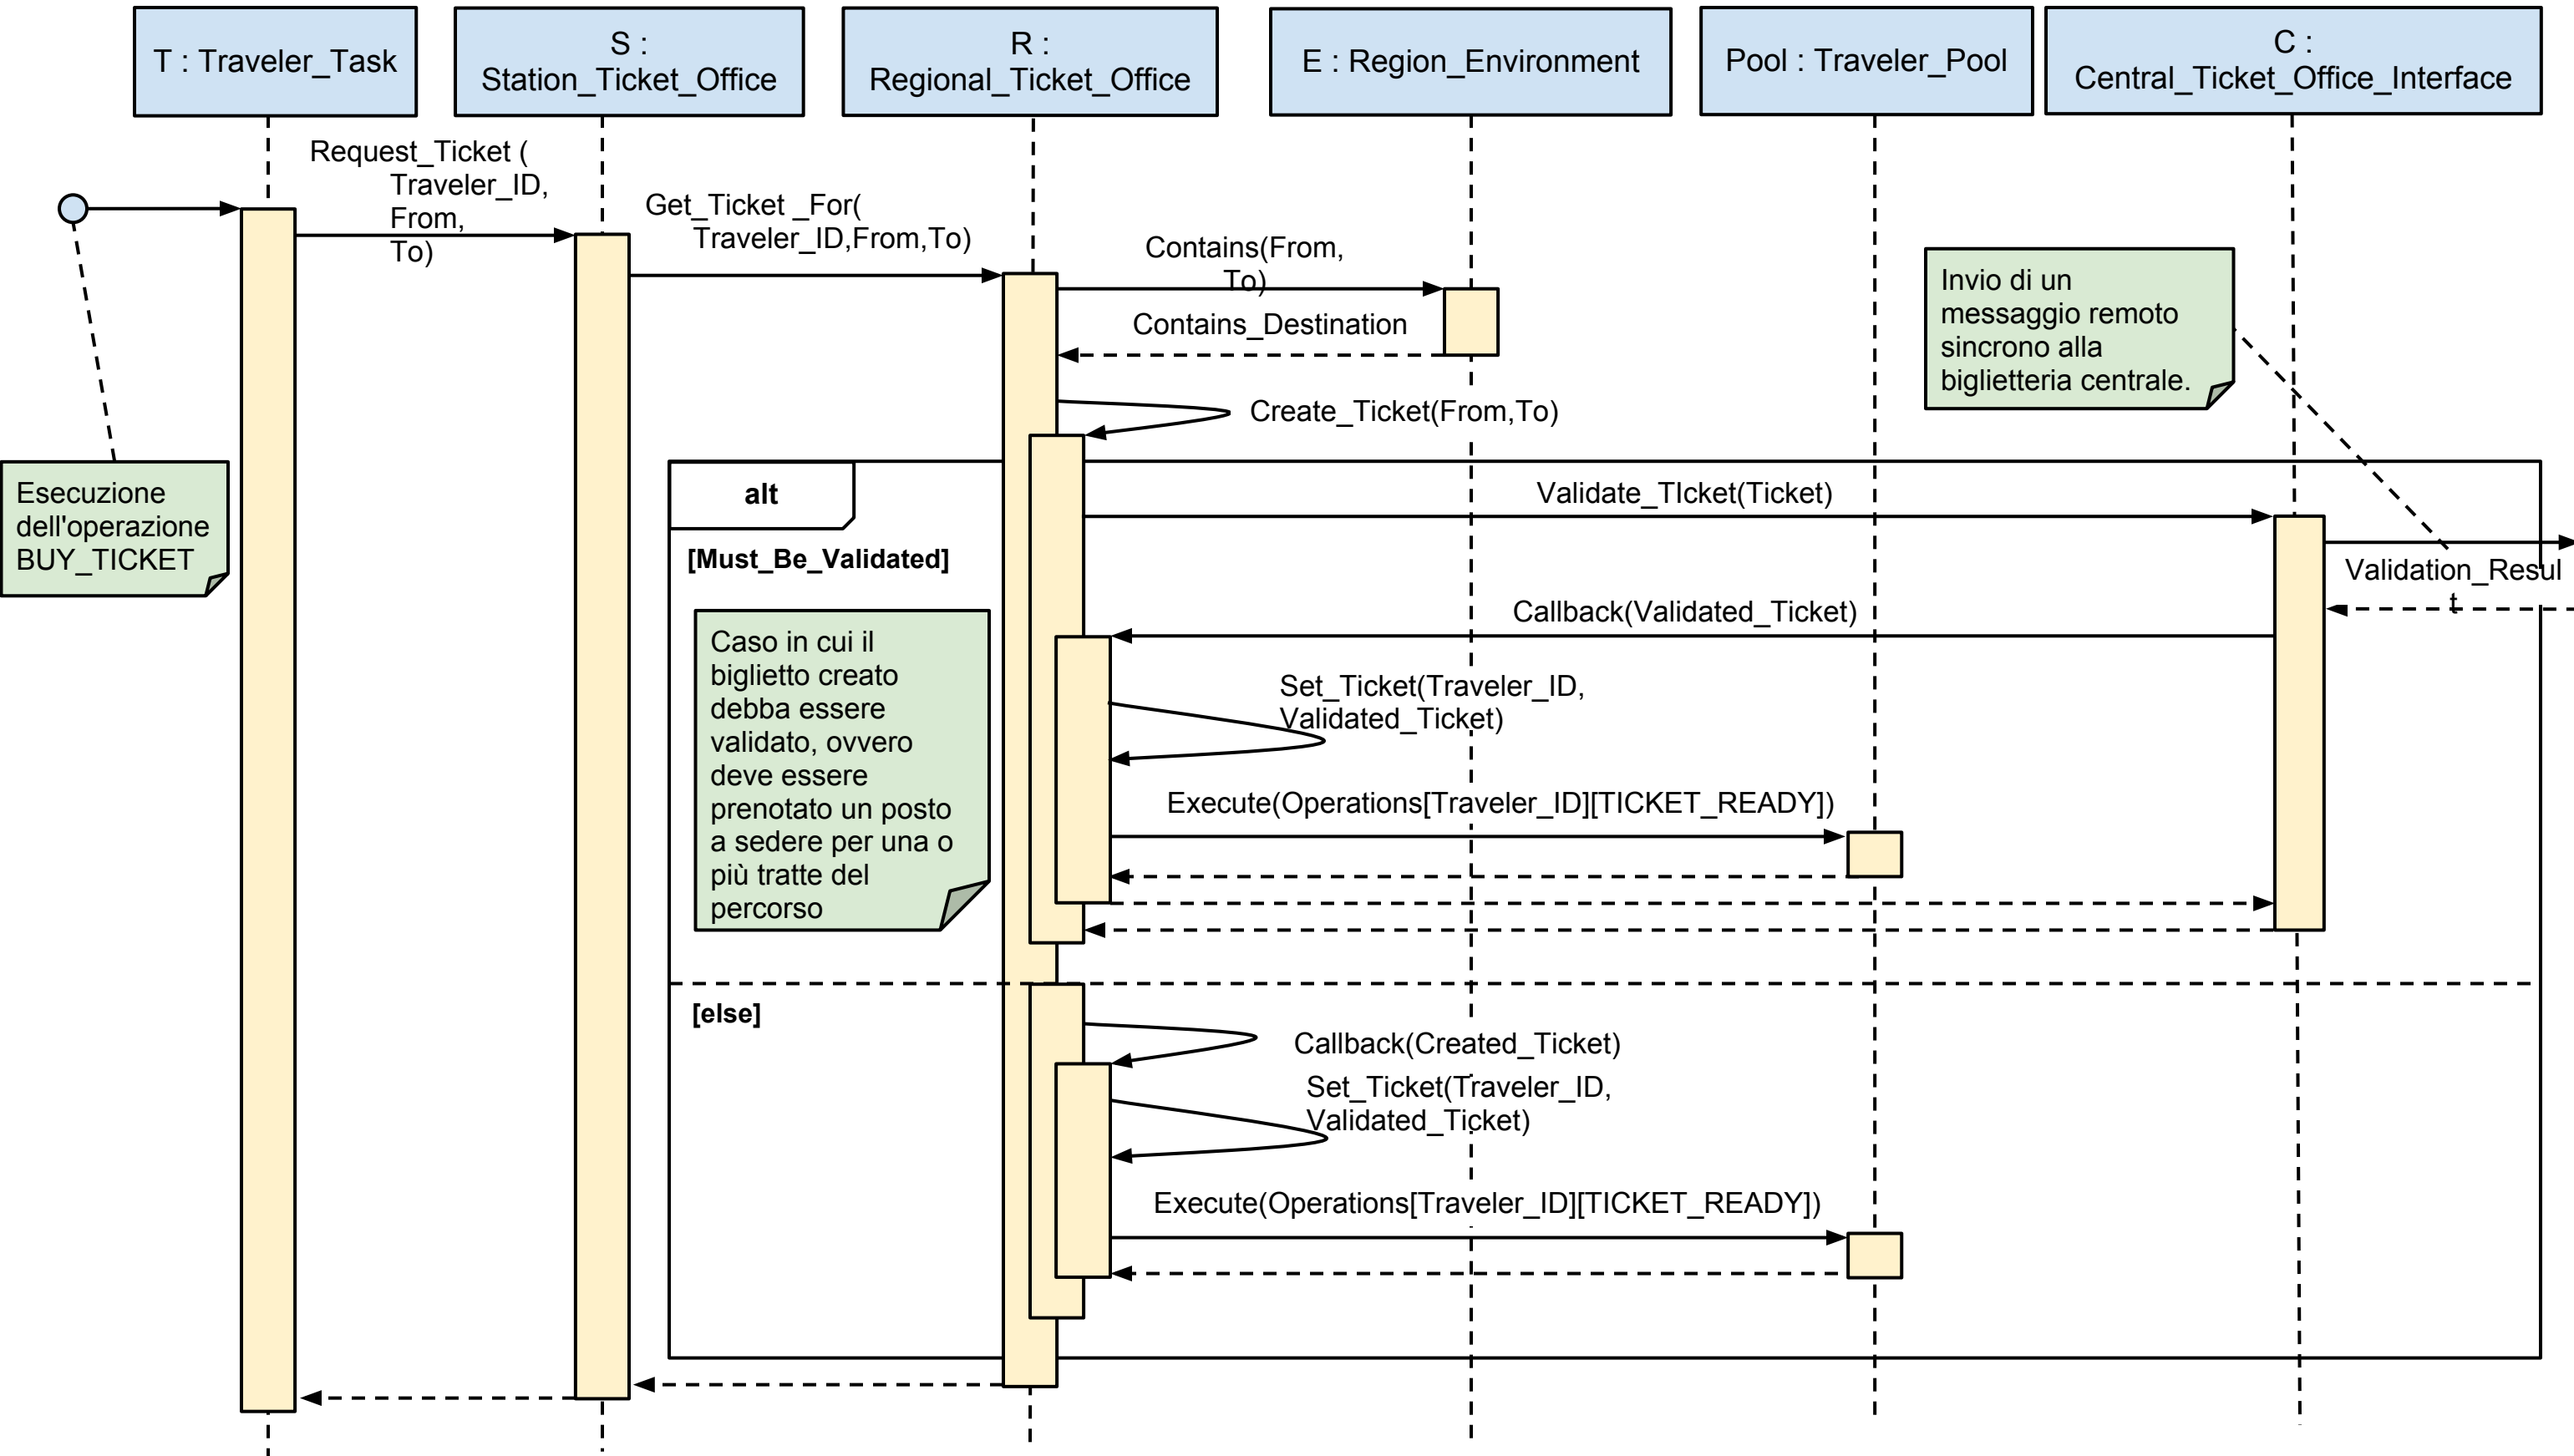 T : Traveler_Task
S :
Station_Ticket_Office
R :
Regional_Ticket_Office
E : Region_Environment
Pool : Traveler_Pool
C :
Central_Ticket_Office_Interface
Request_Ticket (
Traveler_ID,
From,
To)
Get_Ticket _For(
Traveler_ID,From,To)
Contains(From,
To)
Contains_Destination
Invio di un
messaggio remoto
sincrono alla
biglietteria centrale.
Create_Ticket(From,To)
Esecuzione
dell'operazione
BUY_TICKET
alt
[Must_Be_Validated]
Validate_TIcket(Ticket)
Validation_Resul
t
Callback(Validated_Ticket)
Caso in cui il
biglietto creato
debba essere
validato, ovvero
deve essere
prenotato un posto
a sedere per una o
più tratte del
percorso
Set_Ticket(Traveler_ID,
Validated_Ticket)
Execute(Operations[Traveler_ID][TICKET_READY])
[else]
Callback(Created_Ticket)
Set_Ticket(Traveler_ID,
Validated_Ticket)
Execute(Operations[Traveler_ID][TICKET_READY])